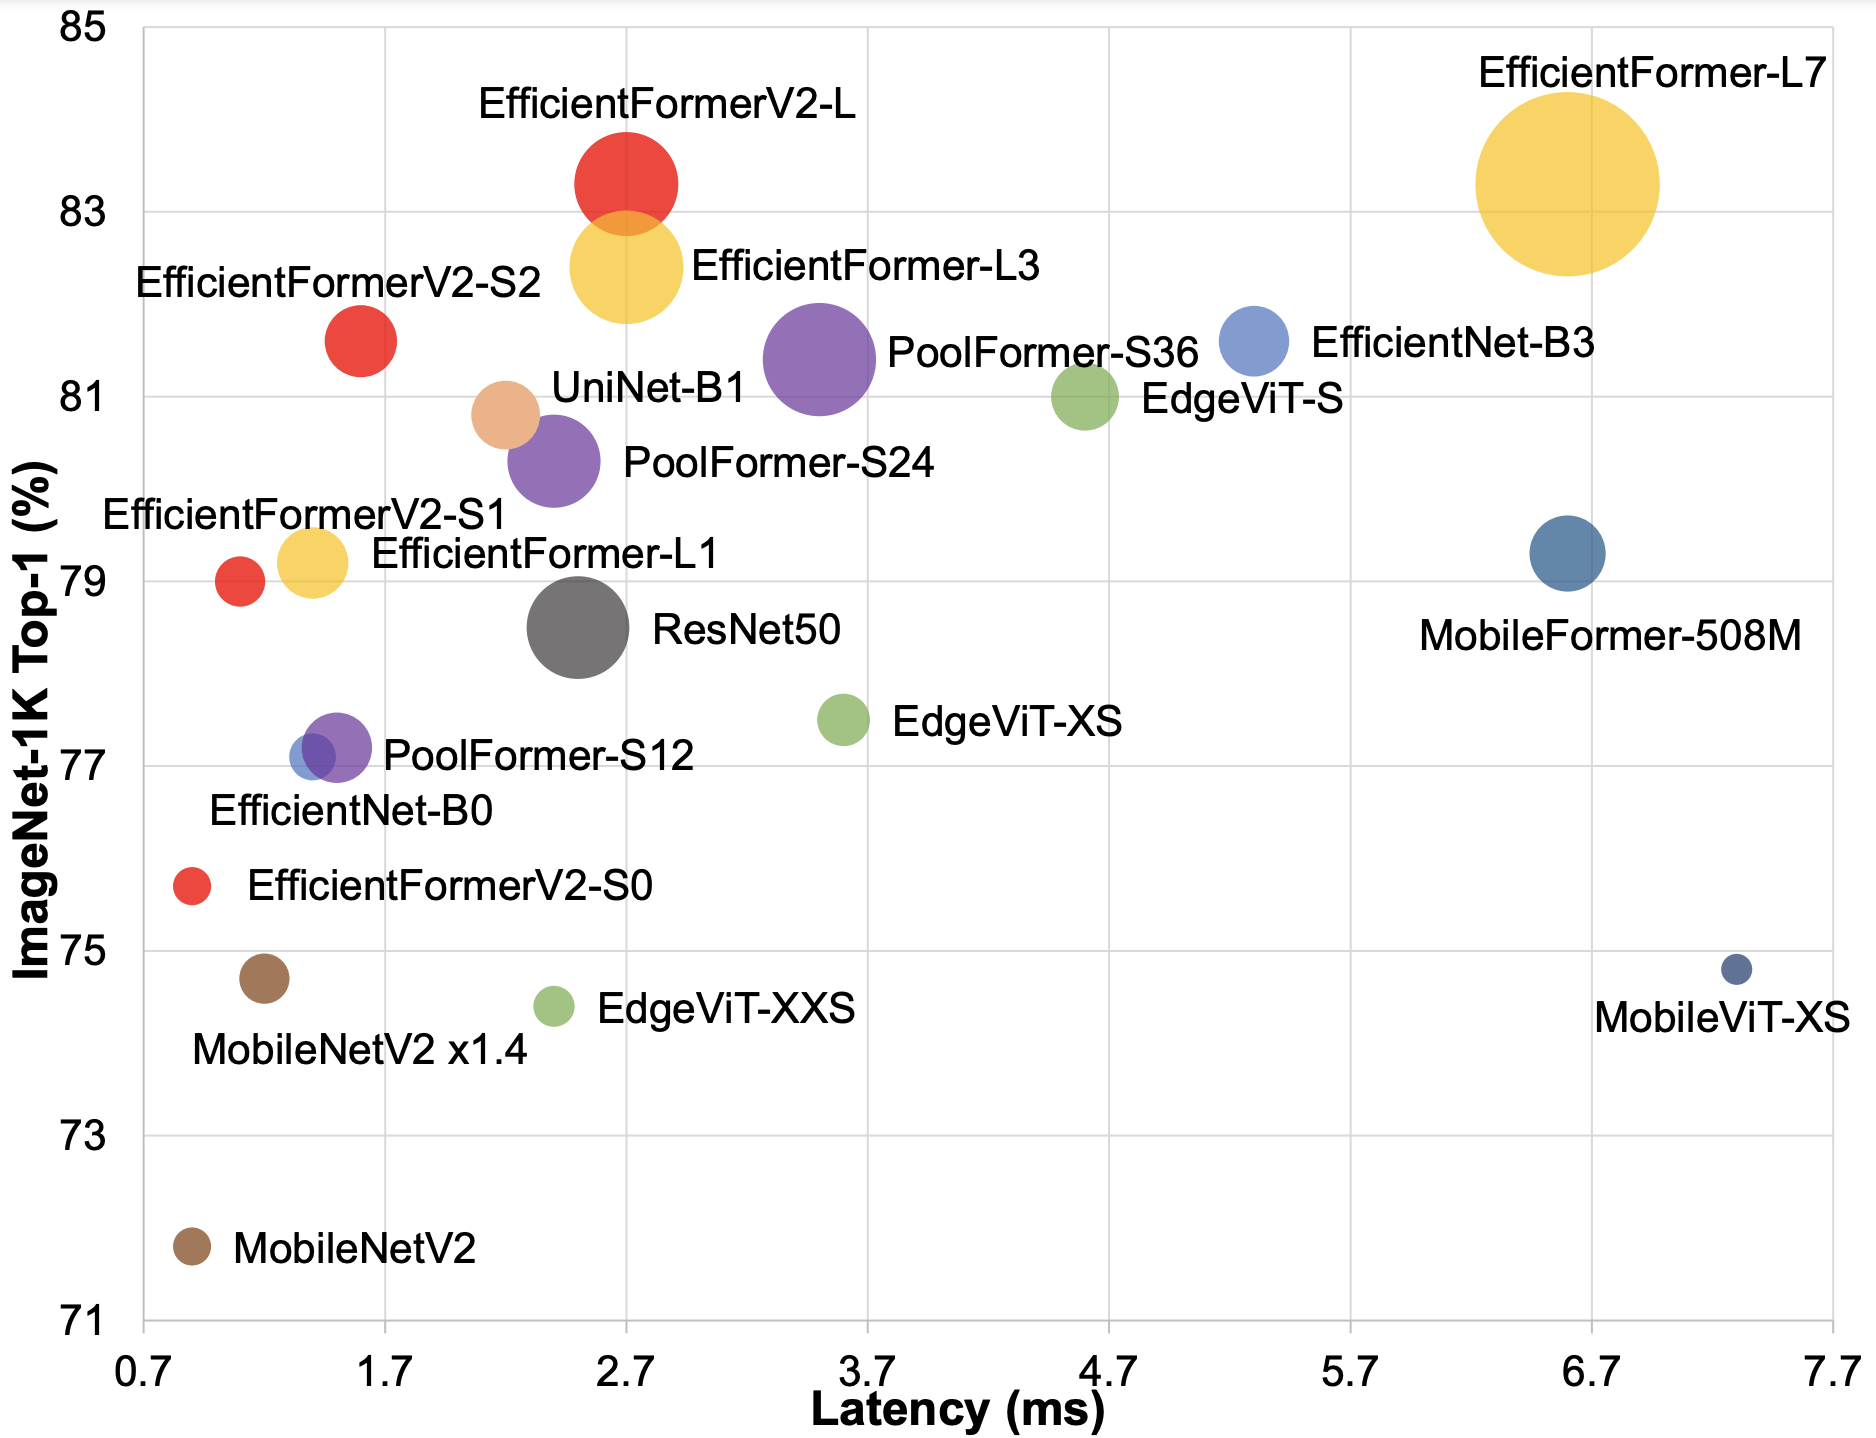 85
EfficientFormer-L7
EfficientFormerV2-L
83
EfficientFormer-L3
EfficientFormerV2-S2
PoolFormer-S36
EfficientNet-B3
UniNet-B1
81
EdgeViT-S
PoolFormer-S24
EfficientFormerV2-S1
EfficientFormer-L1
79
ResNet50
MobileFormer-508M
EdgeViT-XS
PoolFormer-S12
77
EfficientNet-B0
EfficientFormerV2-S0
75
EdgeViT-XXS
MobileViT-XS
MobileNetV2 x1.4
73
MobileNetV2
71
ImageNet-1K Top-1 (%)
0.7 1.7 2.7 3.7 4.7 5.7 6.7 7.7
Latency (ms)